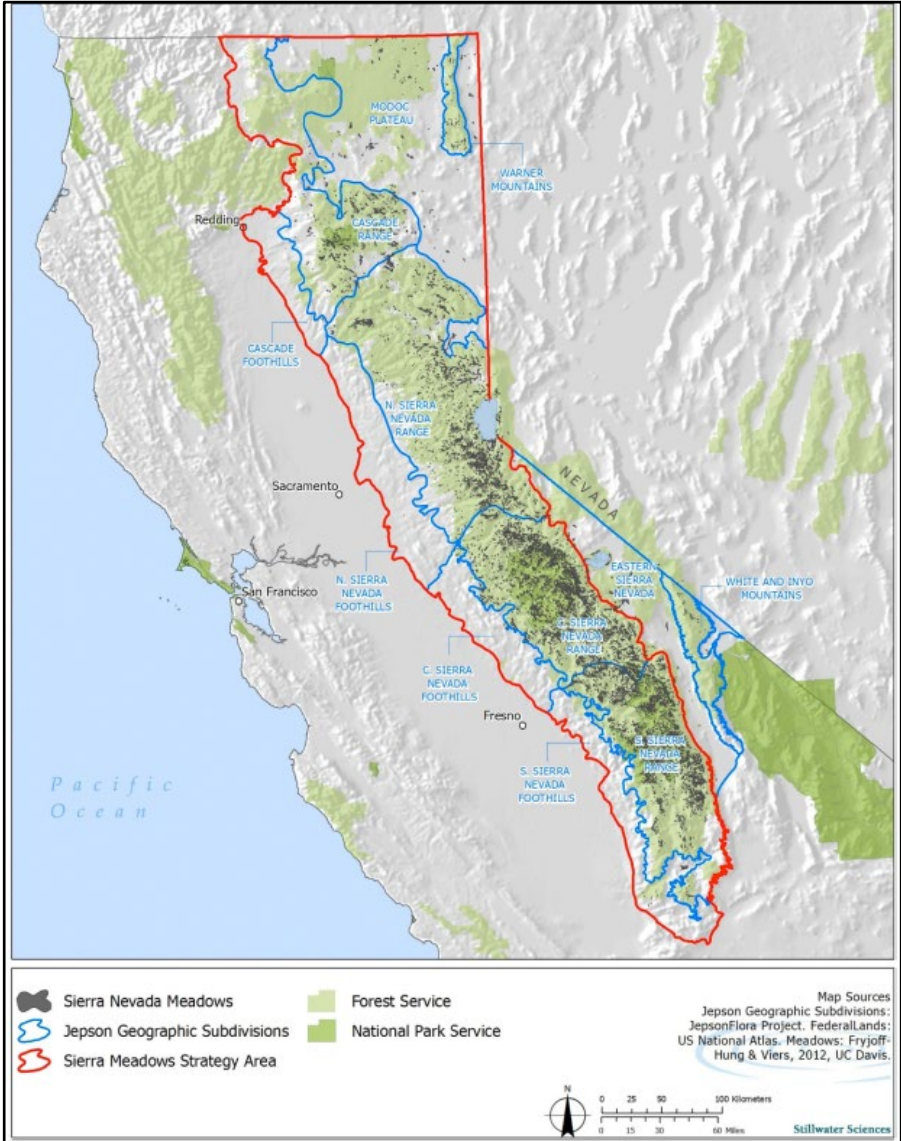 MODOC
PLATEAU
WARNER
MOUNTAINS
Redding
CASCADE
RANGE
CASCADE
FOOTHILLS
N. SIERRA
NEVADA
RANGE
Sacramento
NEVADA
N. SIERRA
NEVADA
FOOTHILLS
EASTERN
SIERRA
NEVADA
WHITE AND INYO
MOUNTAINS
San Francisco
C. SIERRA
NEVADA
RANGE
C. SIERRA
NEVADA
FOOTHILLS
Fresno
S. SIERRA
NEVADA
RANGE
S. SIERRA
NEVADA
FOOTHILLS
Pacific
Ocean
Sierra Nevada Meadows
Jepson Geographic Subdivisions
Sierra Meadows Strategy Area
Forest Service
National Park Service
Map Sources
Jepson Geographic Subdivisions:
JepsonFlora Project. FederalLands:
US National Atlas. Meadows: Fryjoff-
Hung & Viers, 2012, UC Davis.
N
0 25 50 100 Kilometers
0 15 30 60 Miles
Stillwater Sciences